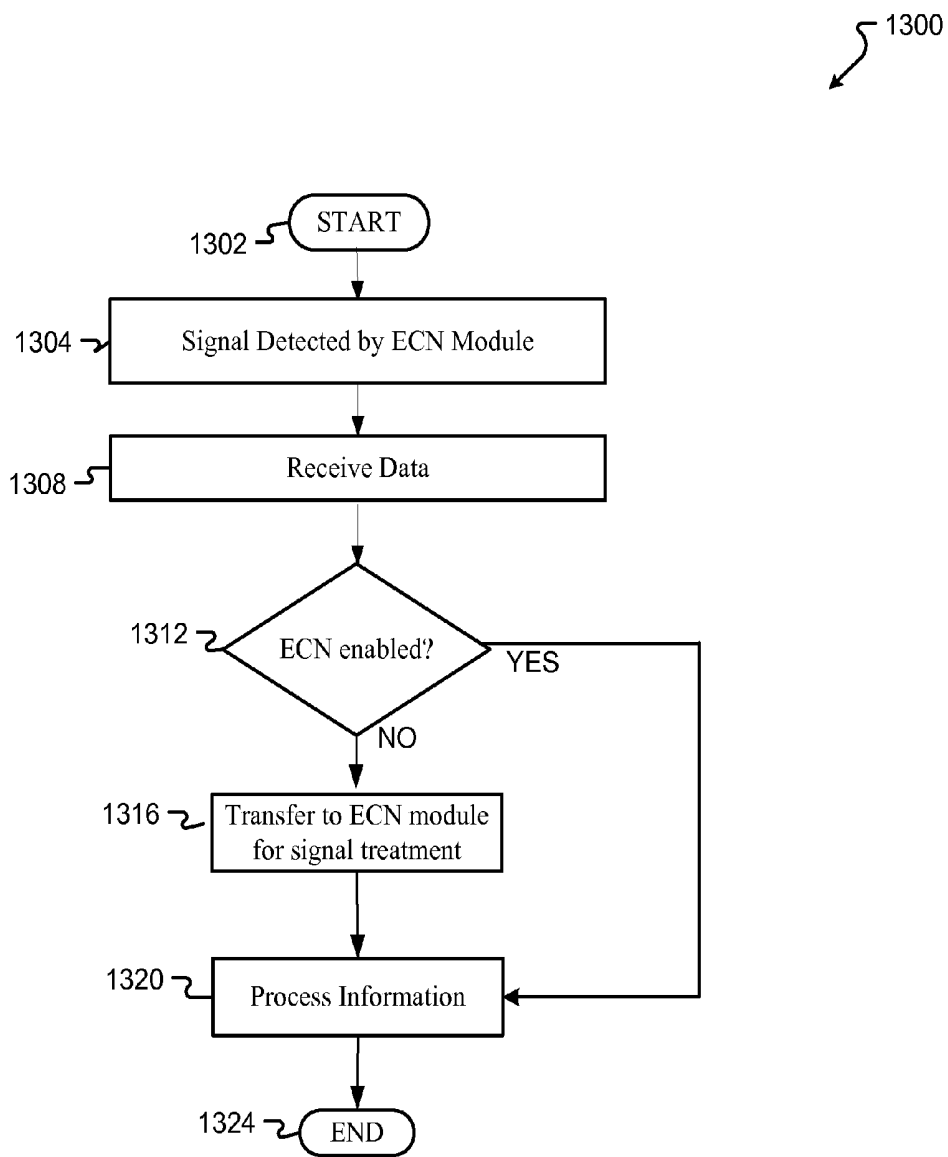 1300
START
1302
1304
Signal Detected by ECN Module
1308
Receive Data
1312
ECN enabled?
YES
NO
1316
Transfer to ECN module
for signal treatment
1320
Process Information
1324
END